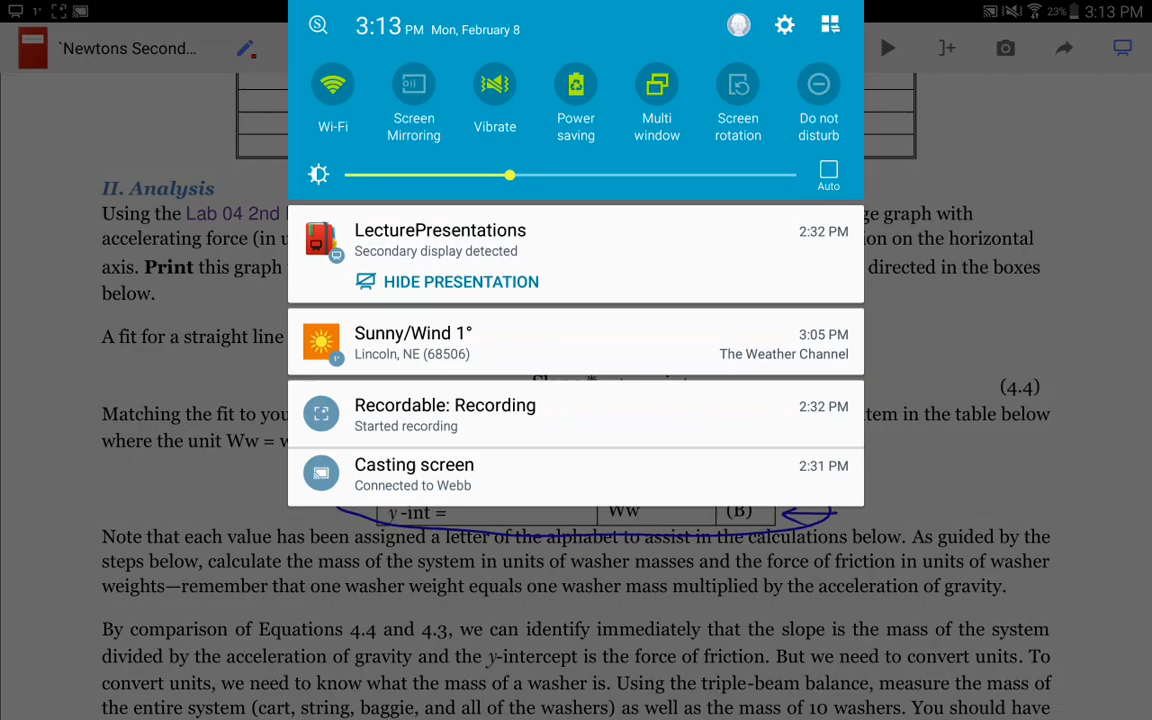 1° 23% 3:13 PM
3:13 PM Mon, February 8
`Newtons Second...
Wi-Fi
Screen Mirroring
Vibrate
Power saving
Multi window
Screen rotation
Do not disturb
Auto
LecturePresentations 2:32 PM
Secondary display detected
HIDE PRESENTATION
Sunny/Wind 1° 3:05 PM
Lincoln, NE (68506) The Weather Channel
1°
Recordable: Recording 2:32 PM
Started recording
Casting screen 2:31 PM
Connected to Webb
II. Analysis
Using the Lab 04 2nd ge graph with
accelerating force (in u on on the horizontal
axis. Print this graph directed in the boxes
below.
A fit for a straight line
(4.4)
Matching the fit to you tem in the table below
where the unit Ww = w
y-int = Ww (B)
Note that each value has been assigned a letter of the alphabet to assist in the calculations below. As guided by the
steps below, calculate the mass of the system in units of washer masses and the force of friction in units of washer
weights—remember that one washer weight equals one washer mass multiplied by the acceleration of gravity.
By comparison of Equations 4.4 and 4.3, we can identify immediately that the slope is the mass of the system
divided by the acceleration of gravity and the y-intercept is the force of friction. But we need to convert units. To
convert units, we need to know what the mass of a washer is. Using the triple-beam balance, measure the mass of
the entire system (cart, string, baggie, and all of the washers) as well as the mass of 10 washers. You should have